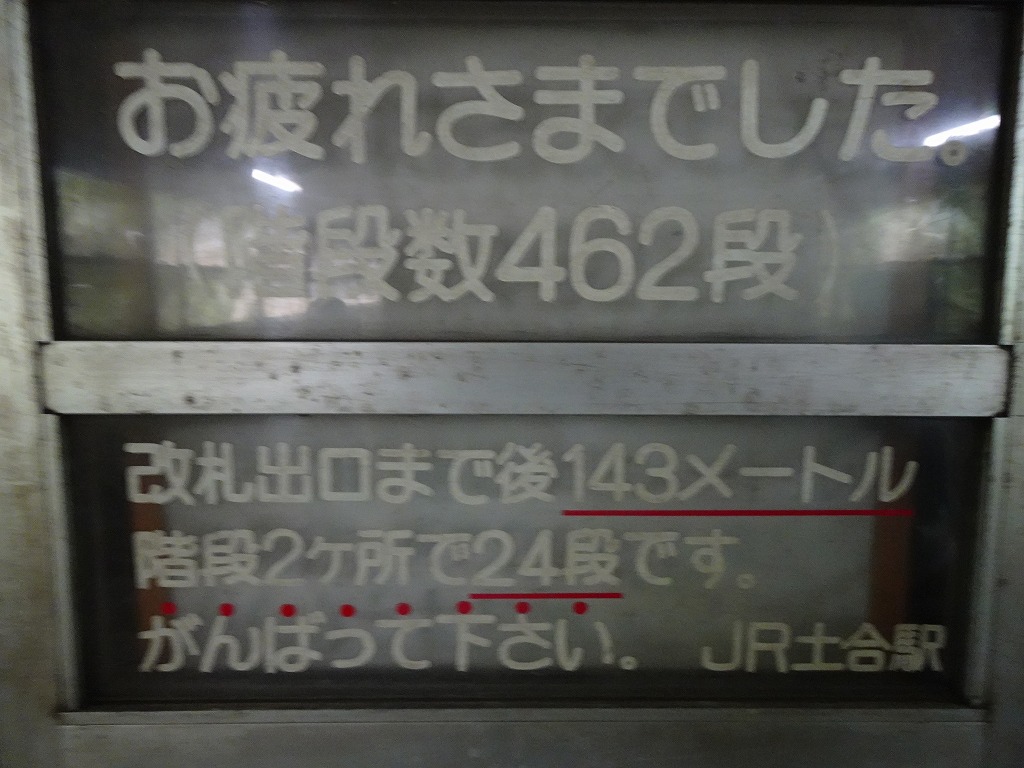 お疲れさまでした。
（階段数462段）
改札出口まで後143メートル
階段2ケ所で24段です。
がんばって下さい。 JR土合駅